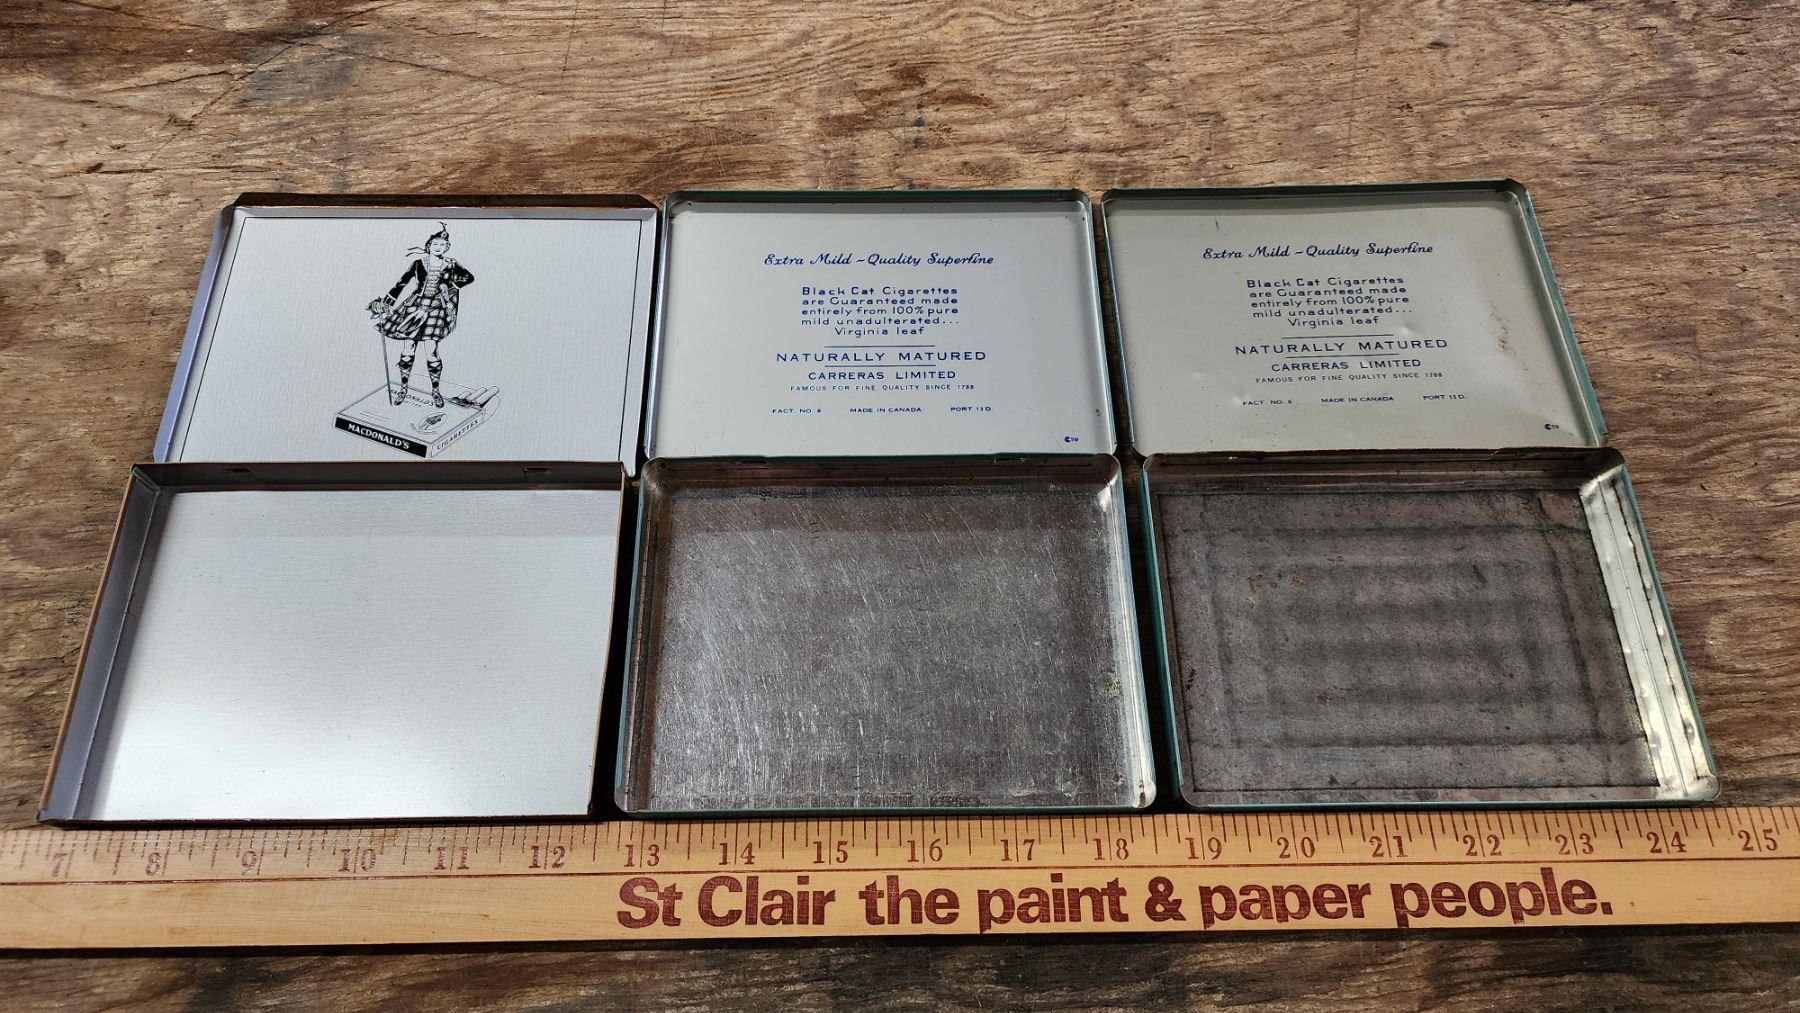 MACDONALD'S
CIGARETTES
Extra Mild ~ Quality Superfine
Black Cat Cigarettes
are Guaranteed made
entirely from 100% pure
mild unadulterated...
Virginia leaf
NATURALLY MATURED
CARRERAS LIMITED
FAMOUS FOR FINE QUALITY SINCE 1788
FACT. NO. 6 MADE IN CANADA PORT 13 D.
Extra Mild ~ Quality Superfine
Black Cat Cigarettes
are Guaranteed made
entirely from 100% pure
mild unadulterated...
Virginia leaf
NATURALLY MATURED
CARRERAS LIMITED
FAMOUS FOR FINE QUALITY SINCE 1788
FACT. NO. 6 MADE IN CANADA PORT 13 D.
7 8 9 10 11 12 13 14 15 16 17 18 19 20 21 22 23 24 25
St Clair the paint & paper people.